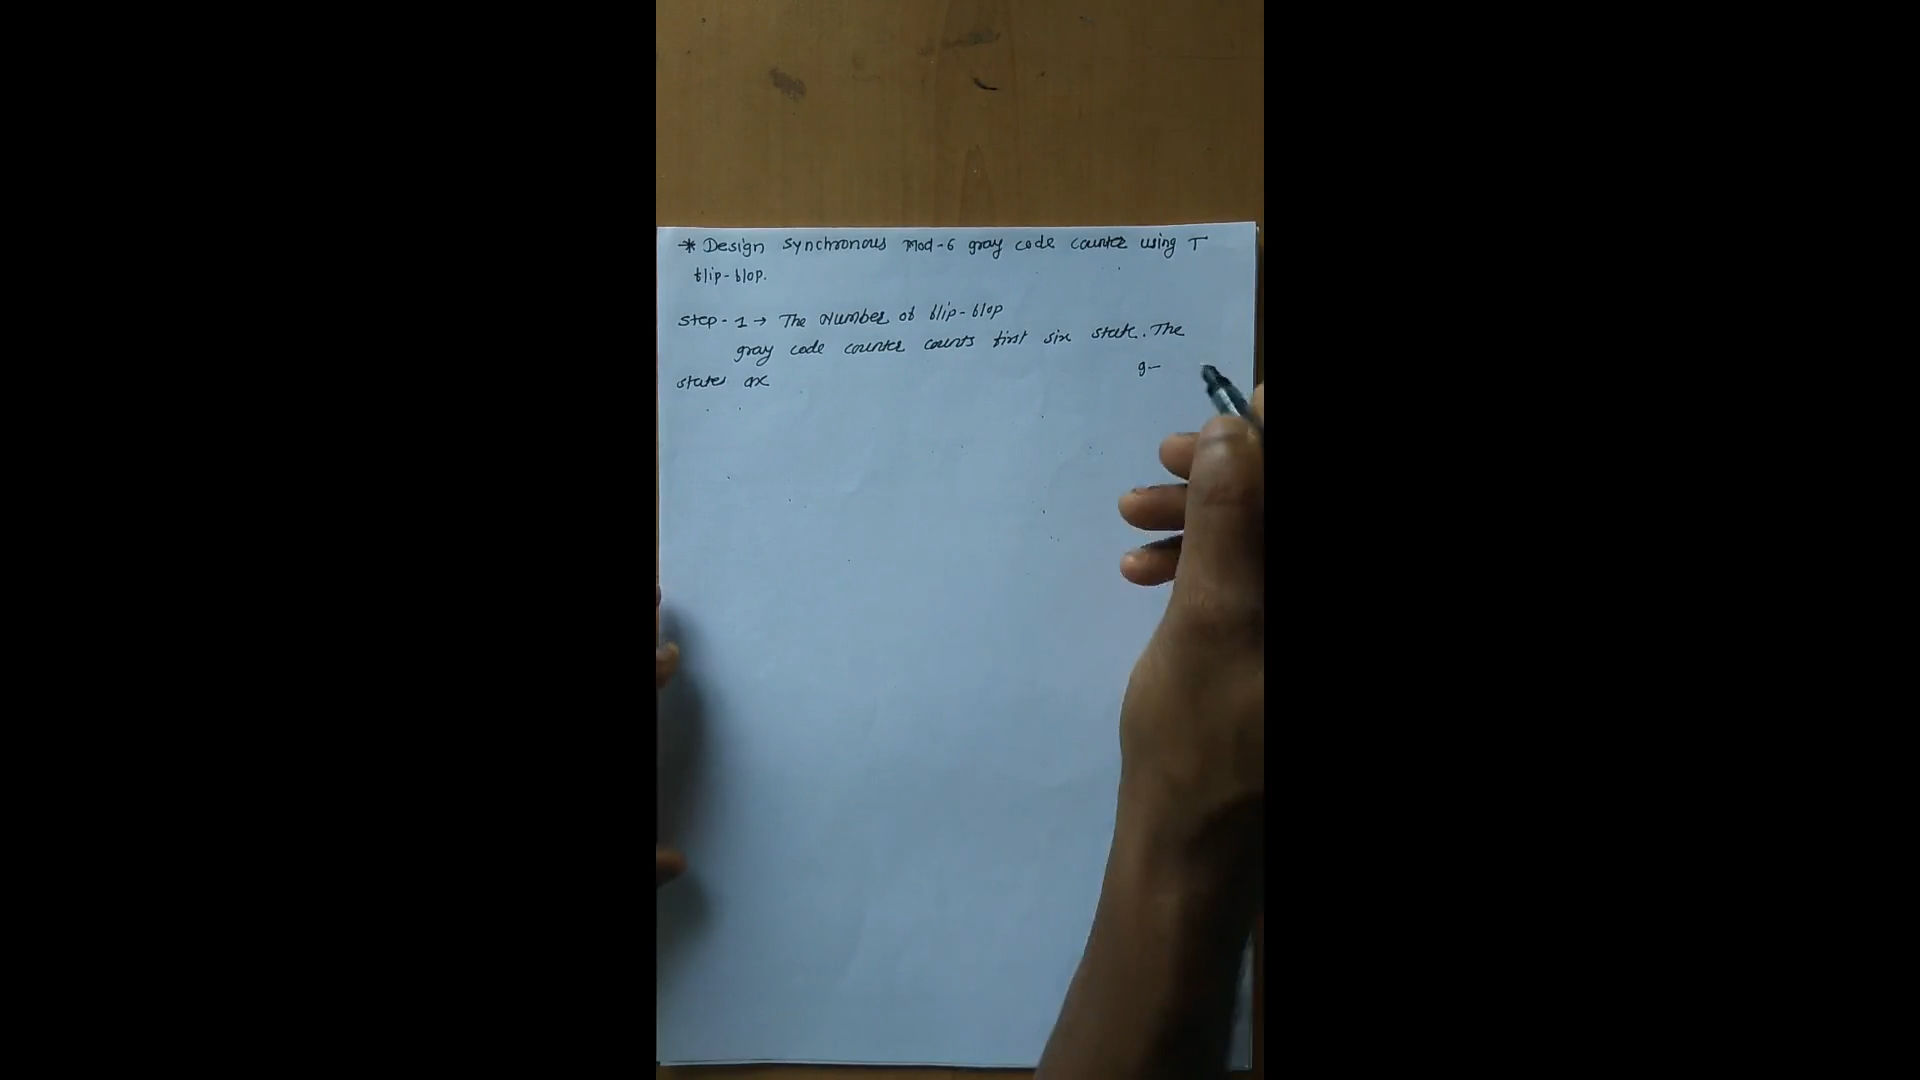 * Design synchronous Mod-6 gray code counter using T
flip-flop.
Step-1 → The Number of flip-flop
gray code counter counts first six state. The
g-
states are